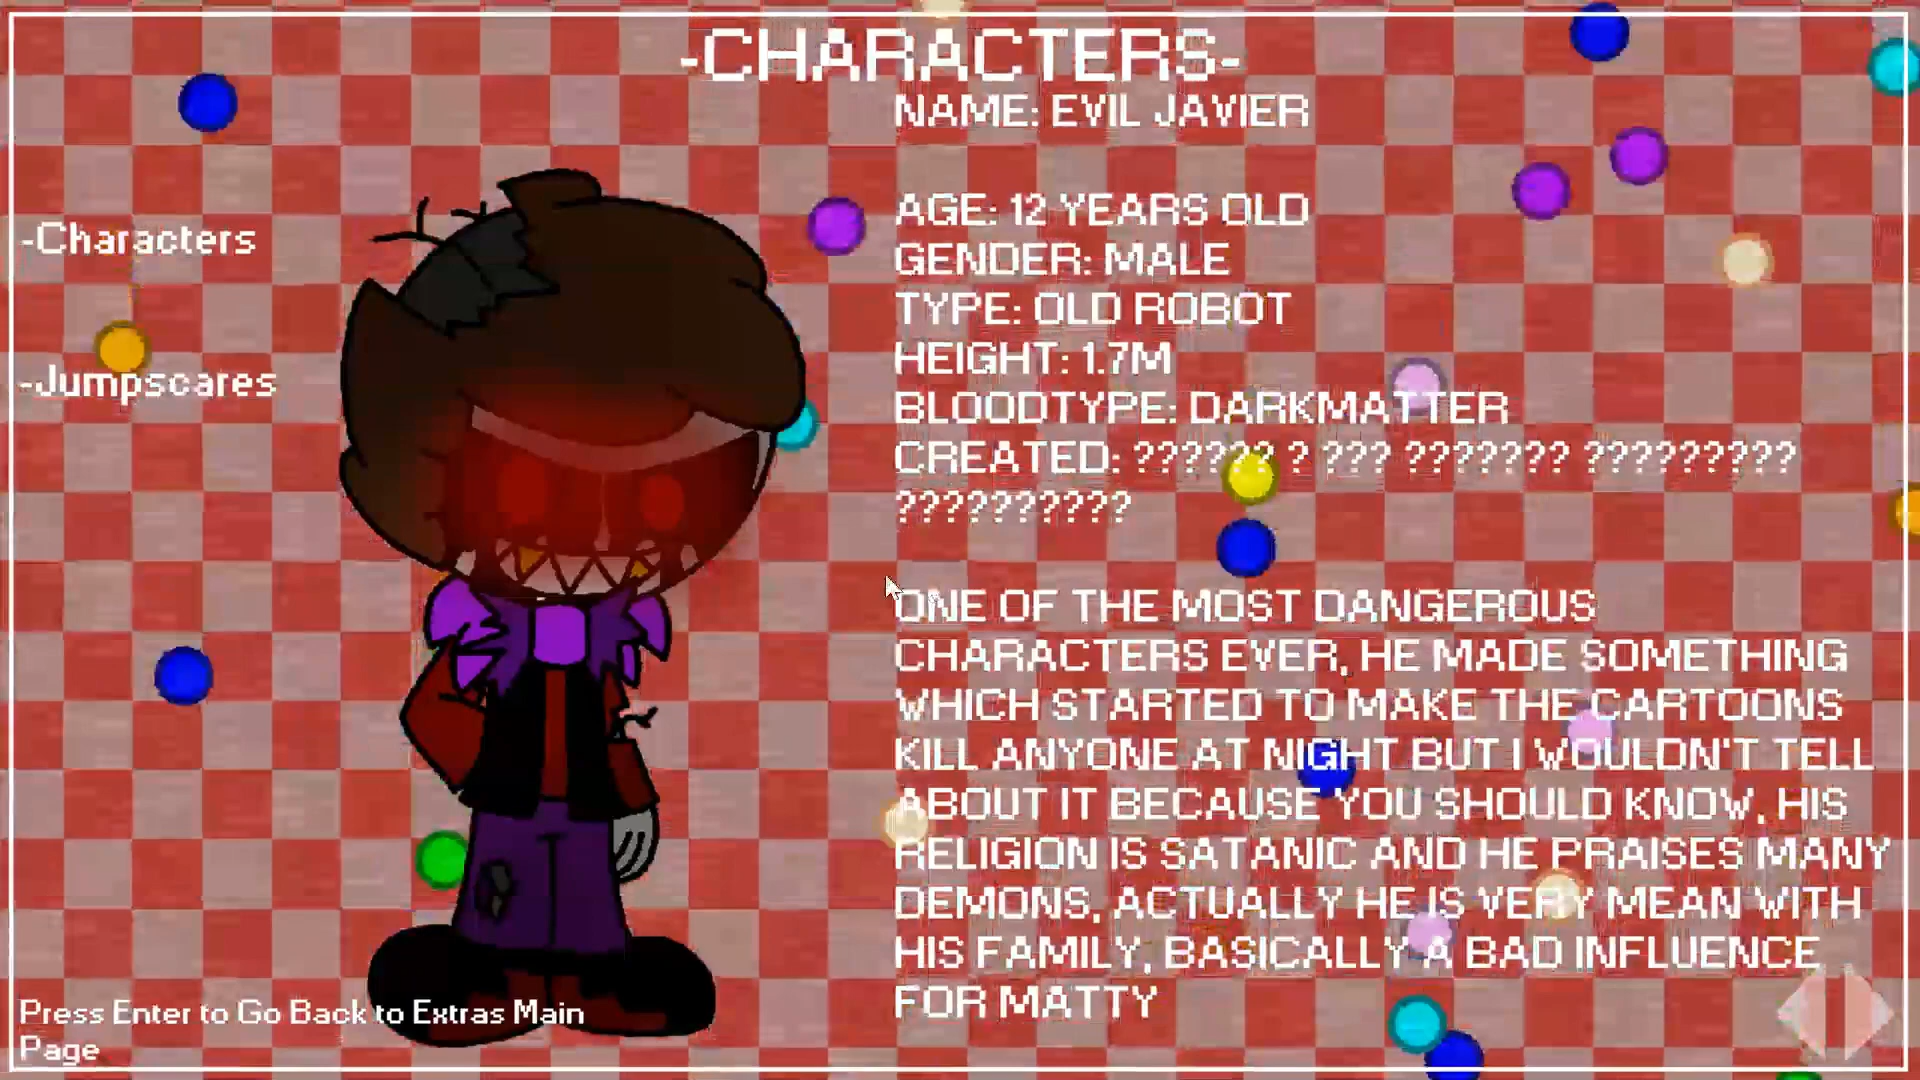 -CHARACTERS-
NAME: EVIL JAVIER
AGE: 12 YEARS OLD
GENDER: MALE
TYPE: OLD ROBOT
HEIGHT: 1.7M
BLOODTYPE: DARKMATTER
CREATED: ?????? ? ??? ??????? ?????????
??????????
ONE OF THE MOST DANGEROUS
CHARACTERS EVER, HE MADE SOMETHING
WHICH STARTED TO MAKE THE CARTOONS
KILL ANYONE AT NIGHT BUT I WOULDN'T TELL
ABOUT IT BECAUSE YOU SHOULD KNOW, HIS
RELIGION IS SATANIC AND HE PRAISES MANY
DEMONS, ACTUALLY HE IS VERY MEAN WITH
HIS FAMILY, BASICALLY A BAD INFLUENCE
FOR MATTY
-Characters
-Jumpscares
Press Enter to Go Back to Extras Main
Page